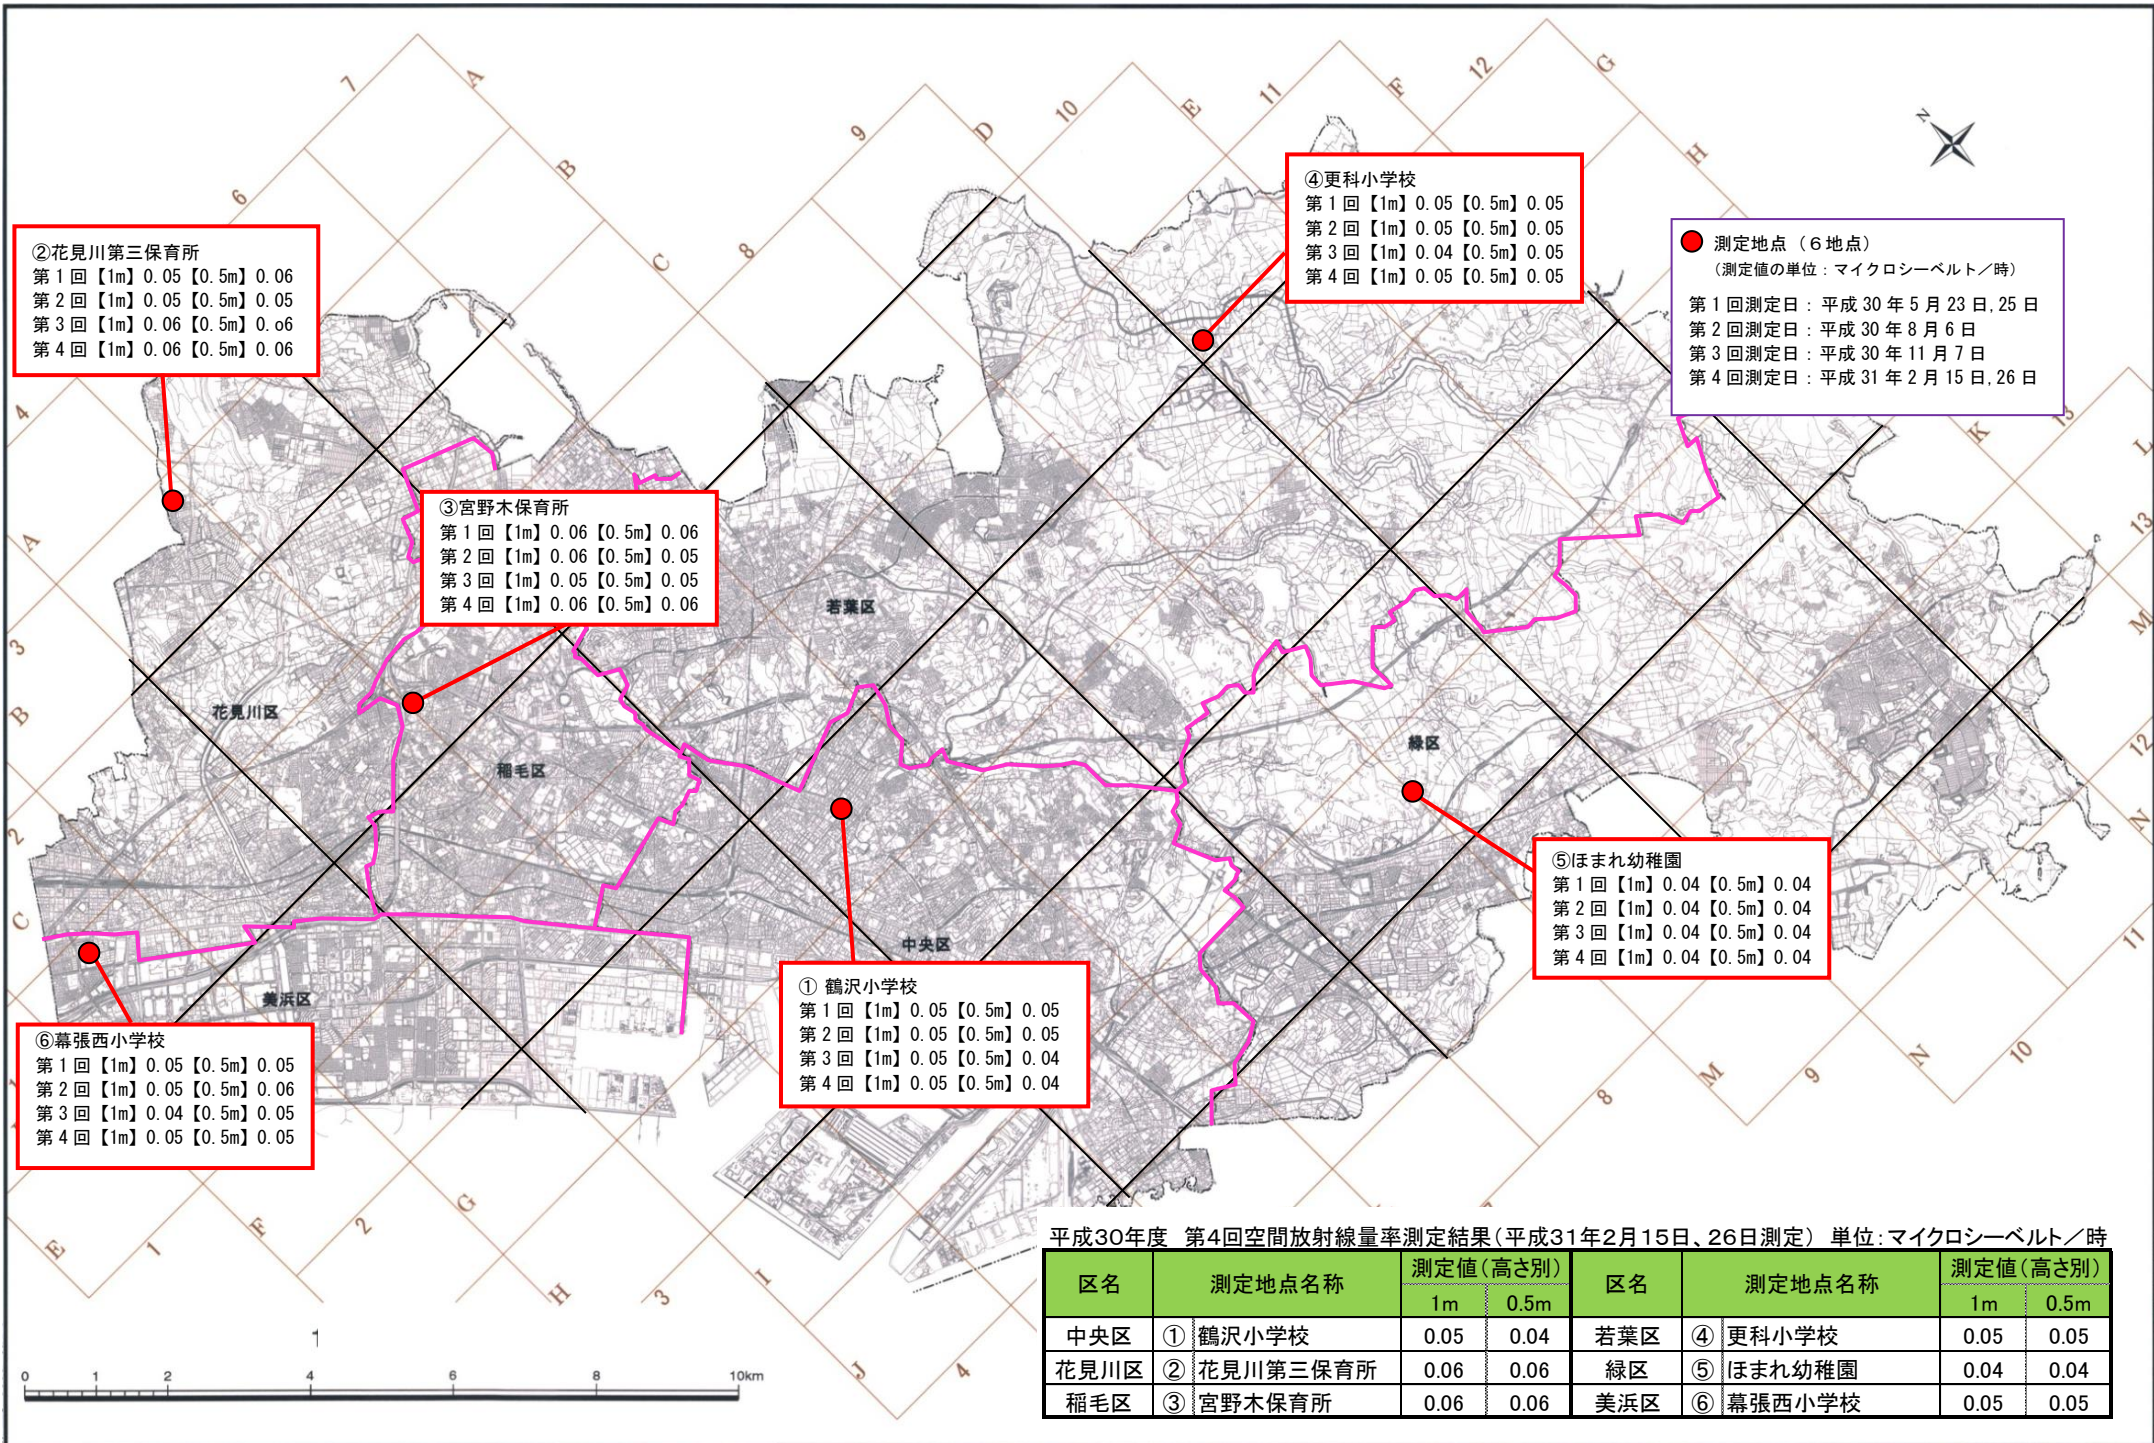 7
A
6
B
C
8
9
D
10
E
11
F
12
G
H
N
②花見川第三保育所
第1回【1m】0.05【0.5m】0.06
第2回【1m】0.05【0.5m】0.05
第3回【1m】0.06【0.5m】0.o6
第4回【1m】0.06【0.5m】0.06
④更科小学校
第1回【1m】0.05【0.5m】0.05
第2回【1m】0.05【0.5m】0.05
第3回【1m】0.04【0.5m】0.05
第4回【1m】0.05【0.5m】0.05
測定地点（６地点）
（測定値の単位：マイクロシーベルト／時）
第1回測定日：平成30年5月23日,25日
第2回測定日：平成30年8月6日
第3回測定日：平成30年11月7日
第4回測定日：平成31年2月15日,26日
4
A
3
B
2
C
K
13
L
13
M
12
N
11
③宮野木保育所
第1回【1m】0.06【0.5m】0.06
第2回【1m】0.06【0.5m】0.05
第3回【1m】0.05【0.5m】0.05
第4回【1m】0.06【0.5m】0.06
若葉区
花見川区
稲毛区
緑区
中央区
美浜区
⑤ほまれ幼稚園
第1回【1m】0.04【0.5m】0.04
第2回【1m】0.04【0.5m】0.04
第3回【1m】0.04【0.5m】0.04
第4回【1m】0.04【0.5m】0.04
① 鶴沢小学校
第1回【1m】0.05【0.5m】0.05
第2回【1m】0.05【0.5m】0.05
第3回【1m】0.05【0.5m】0.04
第4回【1m】0.05【0.5m】0.04
⑥幕張西小学校
第1回【1m】0.05【0.5m】0.05
第2回【1m】0.05【0.5m】0.06
第3回【1m】0.04【0.5m】0.05
第4回【1m】0.05【0.5m】0.05
E
1
F
2
G
H
3
I
J
4
8
M
9
N
10
平成30年度 第4回空間放射線量率測定結果（平成31年2月15日、26日測定） 単位：マイクロシーベルト／時
区名 測定地点名称 測定値（高さ別） 区名 測定地点名称 測定値（高さ別）
1m 0.5m 1m 0.5m
中央区 ① 鶴沢小学校 0.05 0.04 若葉区 ④ 更科小学校 0.05 0.05
花見川区 ② 花見川第三保育所 0.06 0.06 緑区 ⑤ ほまれ幼稚園 0.04 0.04
稲毛区 ③ 宮野木保育所 0.06 0.06 美浜区 ⑥ 幕張西小学校 0.05 0.05
0 1 2 4 6 8 10km